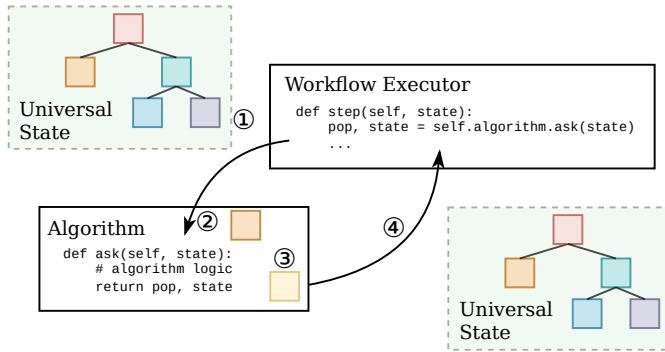 Universal
State
①
Workflow Executor
def step(self, state):
pop, state = self.algorithm.ask(state)
...
Algorithm
②
def ask(self, state):
# algorithm logic
return pop, state
③
④
Universal
State